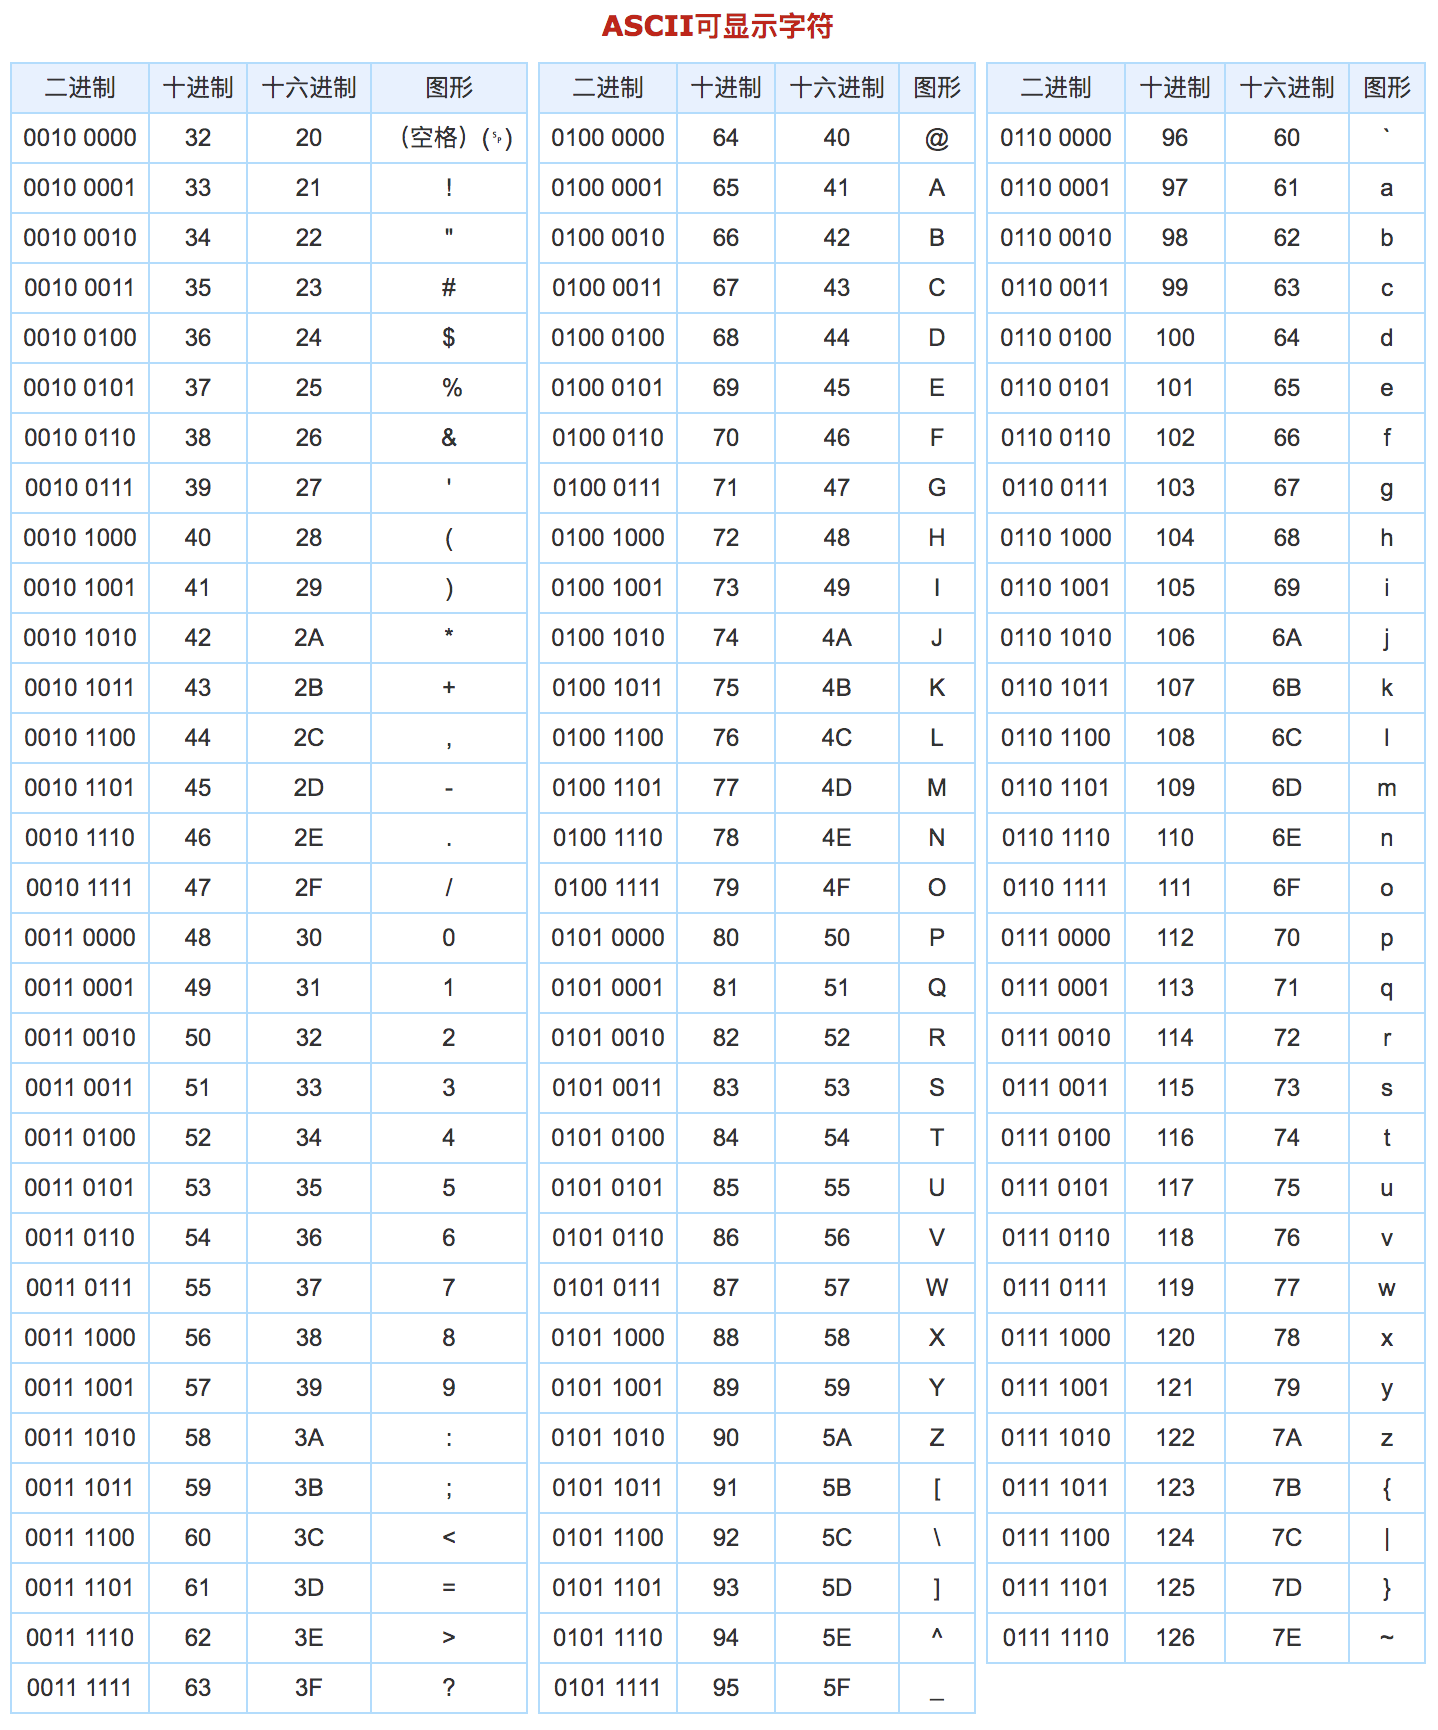 ASCII可显示字符
二进制 十进制 十六进制 图形 二进制 十进制 十六进制 图形 二进制 十进制 十六进制 图形
0010 0000 32 20 （空格）(␠) 0100 0000 64 40 @ 0110 0000 96 60 `
0010 0001 33 21 ! 0100 0001 65 41 A 0110 0001 97 61 a
0010 0010 34 22 " 0100 0010 66 42 B 0110 0010 98 62 b
0010 0011 35 23 # 0100 0011 67 43 C 0110 0011 99 63 c
0010 0100 36 24 $ 0100 0100 68 44 D 0110 0100 100 64 d
0010 0101 37 25 % 0100 0101 69 45 E 0110 0101 101 65 e
0010 0110 38 26 & 0100 0110 70 46 F 0110 0110 102 66 f
0010 0111 39 27 ' 0100 0111 71 47 G 0110 0111 103 67 g
0010 1000 40 28 ( 0100 1000 72 48 H 0110 1000 104 68 h
0010 1001 41 29 ) 0100 1001 73 49 I 0110 1001 105 69 i
0010 1010 42 2A * 0100 1010 74 4A J 0110 1010 106 6A j
0010 1011 43 2B + 0100 1011 75 4B K 0110 1011 107 6B k
0010 1100 44 2C , 0100 1100 76 4C L 0110 1100 108 6C l
0010 1101 45 2D - 0100 1101 77 4D M 0110 1101 109 6D m
0010 1110 46 2E . 0100 1110 78 4E N 0110 1110 110 6E n
0010 1111 47 2F / 0100 1111 79 4F O 0110 1111 111 6F o
0011 0000 48 30 0 0101 0000 80 50 P 0111 0000 112 70 p
0011 0001 49 31 1 0101 0001 81 51 Q 0111 0001 113 71 q
0011 0010 50 32 2 0101 0010 82 52 R 0111 0010 114 72 r
0011 0011 51 33 3 0101 0011 83 53 S 0111 0011 115 73 s
0011 0100 52 34 4 0101 0100 84 54 T 0111 0100 116 74 t
0011 0101 53 35 5 0101 0101 85 55 U 0111 0101 117 75 u
0011 0110 54 36 6 0101 0110 86 56 V 0111 0110 118 76 v
0011 0111 55 37 7 0101 0111 87 57 W 0111 0111 119 77 w
0011 1000 56 38 8 0101 1000 88 58 X 0111 1000 120 78 x
0011 1001 57 39 9 0101 1001 89 59 Y 0111 1001 121 79 y
0011 1010 58 3A : 0101 1010 90 5A Z 0111 1010 122 7A z
0011 1011 59 3B ; 0101 1011 91 5B [ 0111 1011 123 7B {
0011 1100 60 3C < 0101 1100 92 5C \ 0111 1100 124 7C |
0011 1101 61 3D = 0101 1101 93 5D ] 0111 1101 125 7D }
0011 1110 62 3E > 0101 1110 94 5E ^ 0111 1110 126 7E ~
0011 1111 63 3F ? 0101 1111 95 5F _